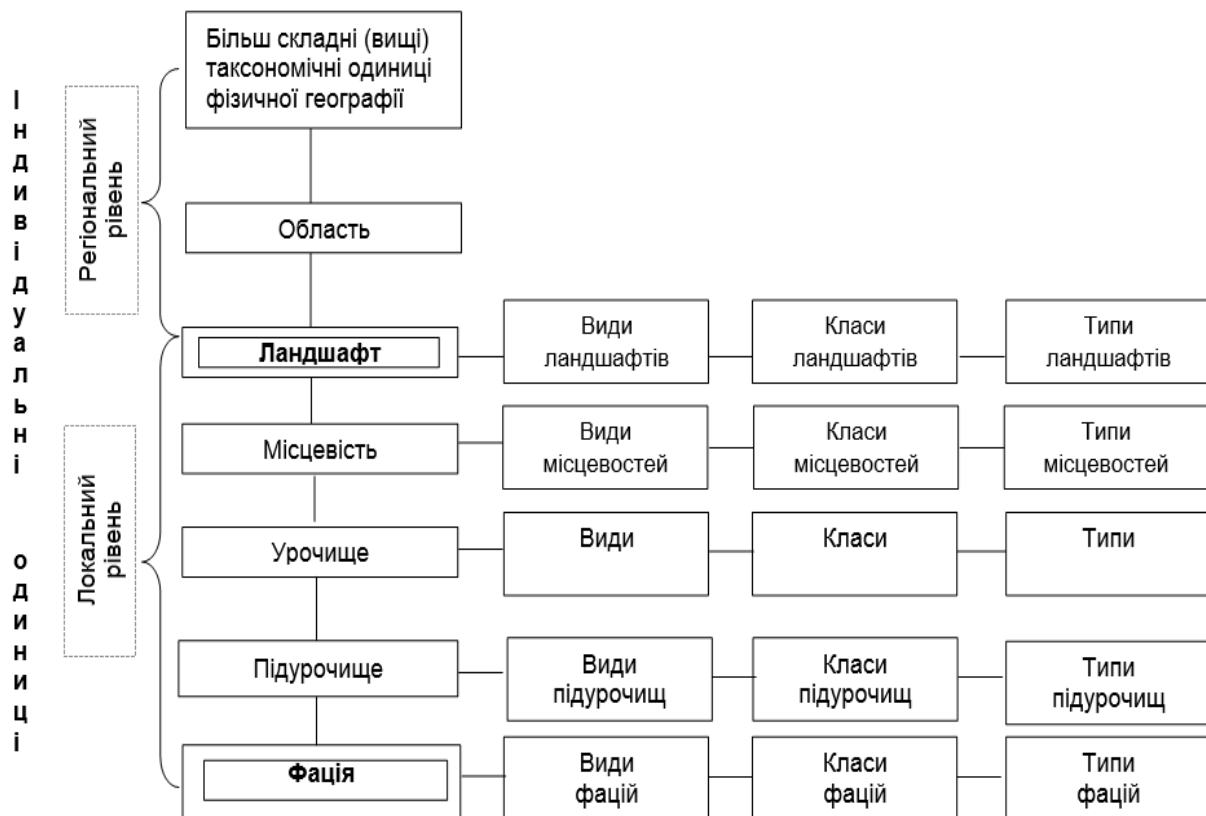 Індивідуальні одиниці
Регіональний
рівень
Локальний
рівень
Більш складні (вищі)
таксономічні одиниці
фізичної географії
Область
Ландшафт
Види
ландшафтів
Класи
ландшафтів
Типи
ландшафтів
Місцевість
Види
місцевостей
Класи
місцевостей
Типи
місцевостей
Урочище
Види
Класи
Типи
Підурочище
Види
підурочищ
Класи
підурочищ
Типи
підурочищ
Фація
Види
фацій
Класи
фацій
Типи
фацій